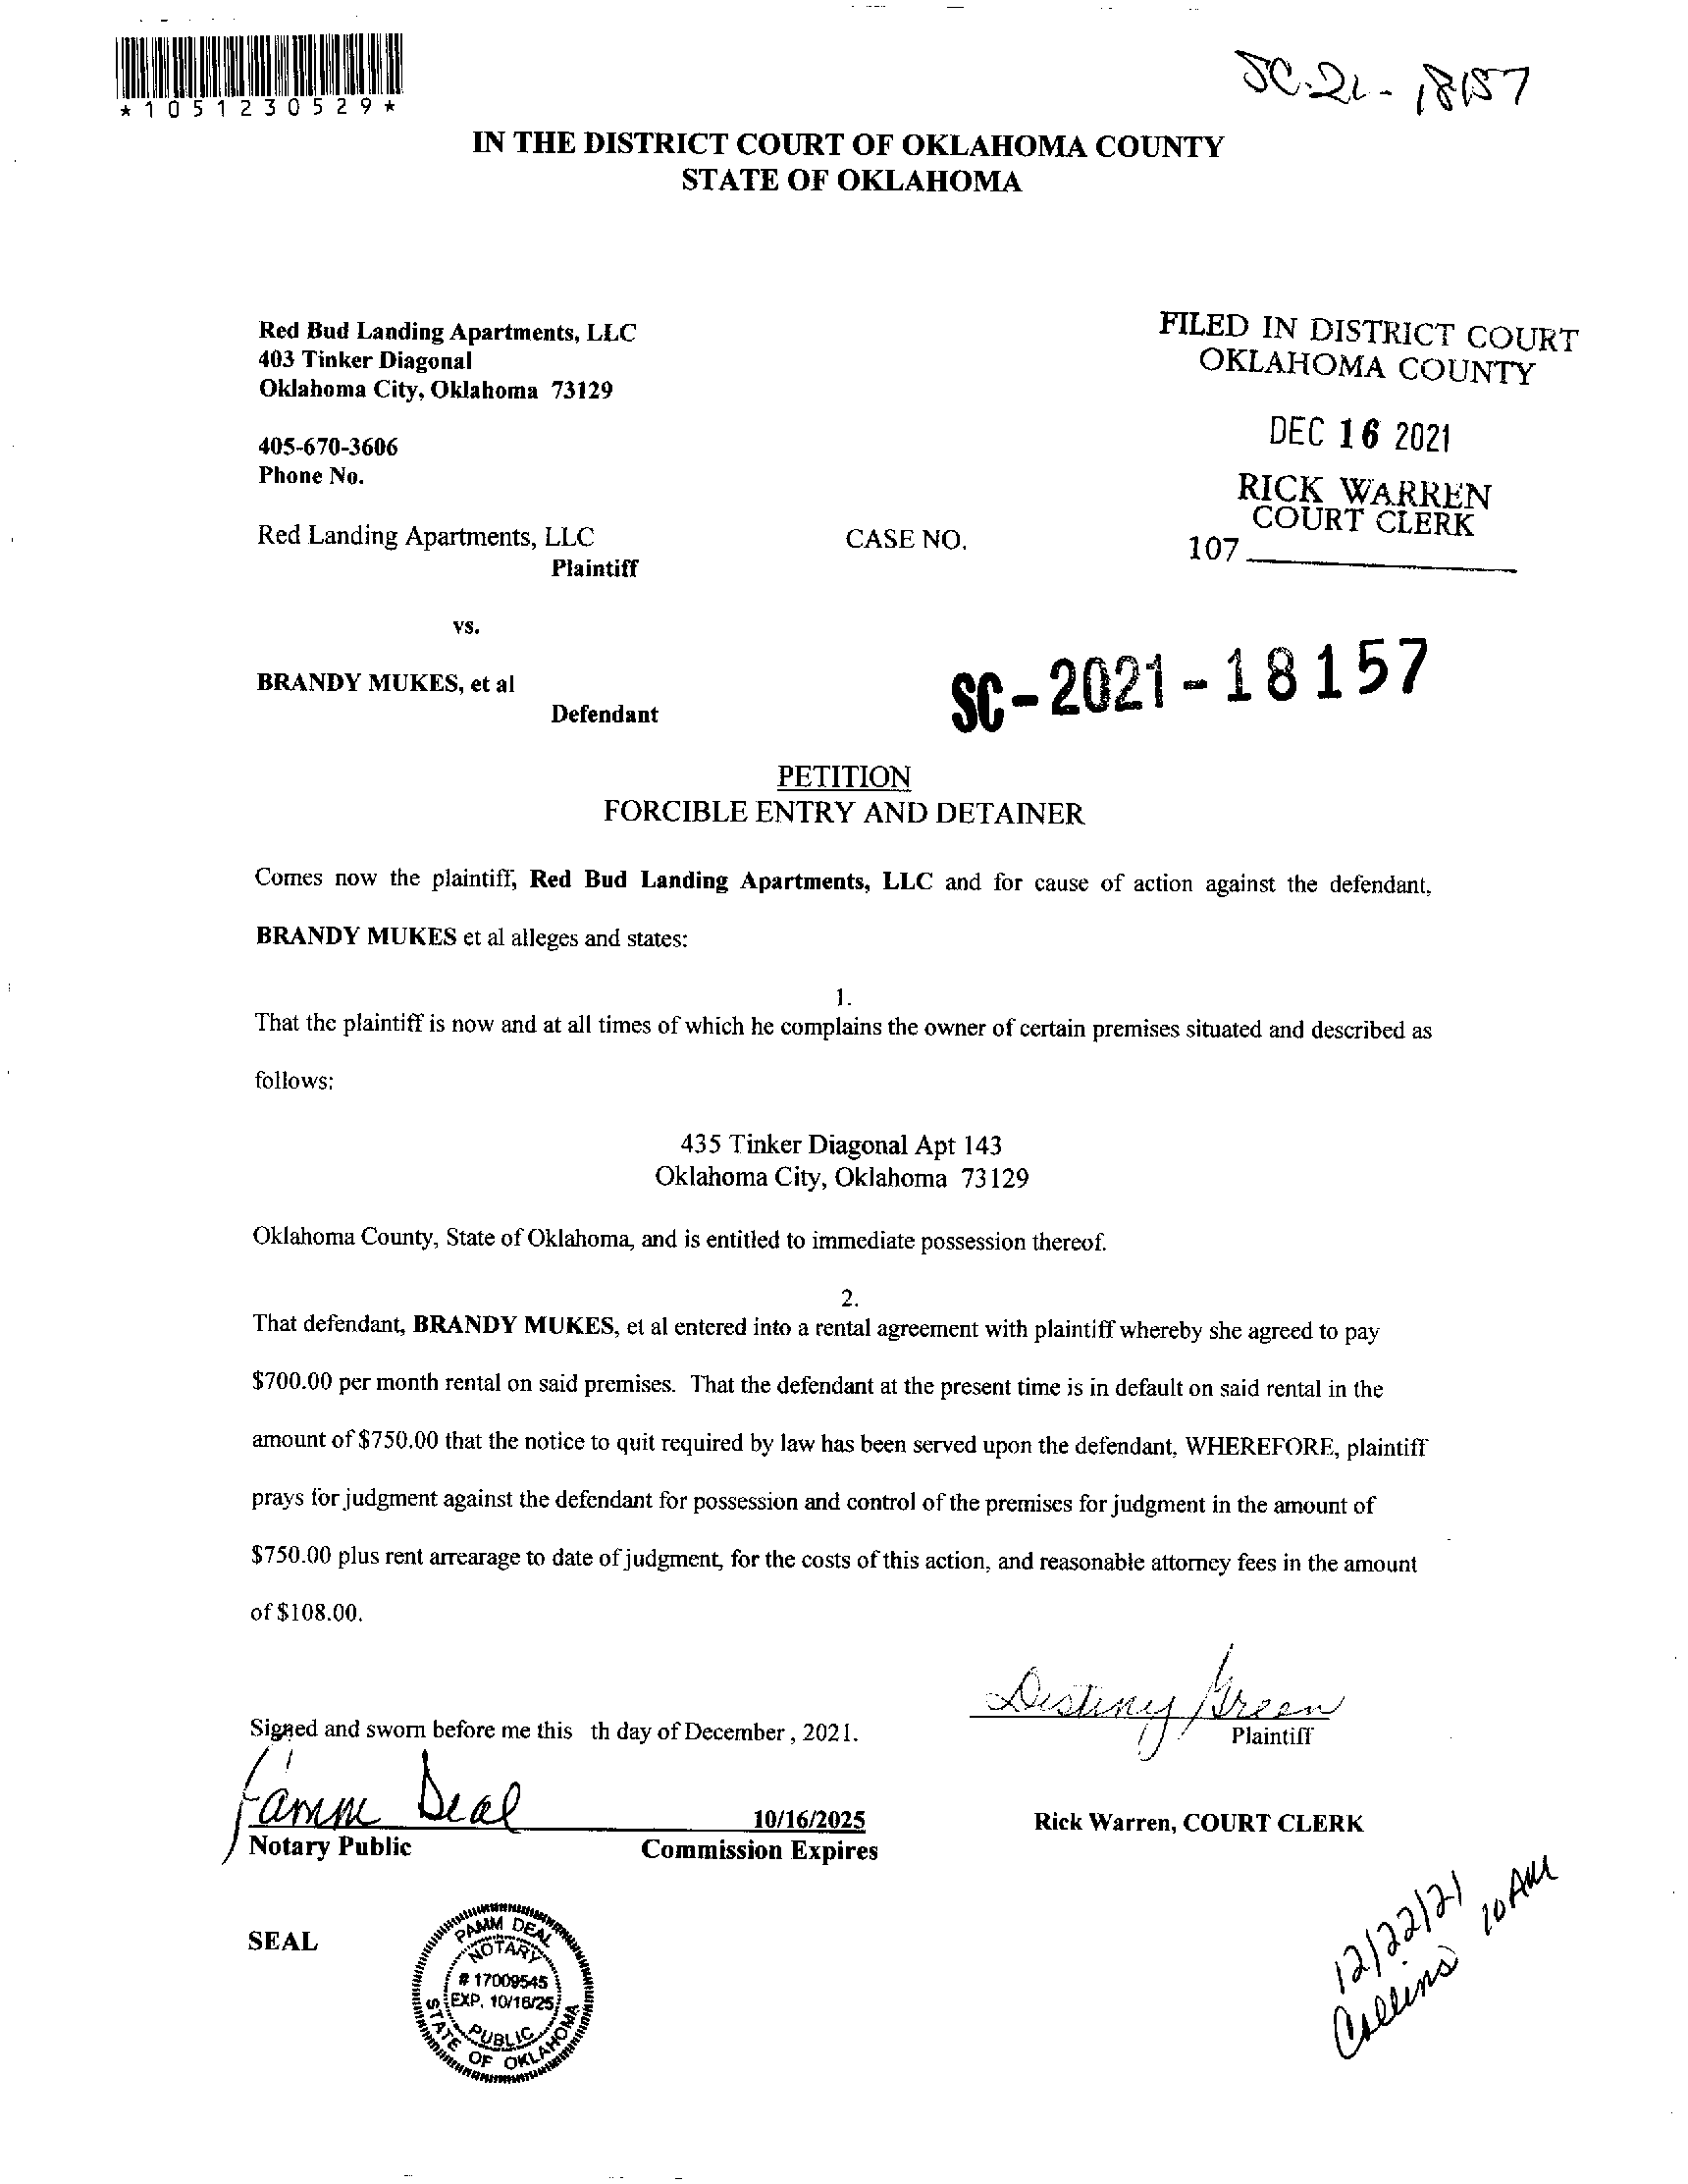 *1051230529*
SC-21-18157
IN THE DISTRICT COURT OF OKLAHOMA COUNTY
STATE OF OKLAHOMA
Red Bud Landing Apartments, LLC
403 Tinker Diagonal
Oklahoma City, Oklahoma 73129
405-670-3606
Phone No.
FILED IN DISTRICT COURT
OKLAHOMA COUNTY
DEC 16 2021
RICK WARREN
COURT CLERK
107
Red Landing Apartments, LLC
Plaintiff
CASE NO.
vs.
BRANDY MUKES, et al
Defendant
SC-2021-18157
PETITION
FORCIBLE ENTRY AND DETAINER
Comes now the plaintiff, Red Bud Landing Apartments, LLC and for cause of action against the defendant,
BRANDY MUKES et al alleges and states:
1.
That the plaintiff is now and at all times of which he complains the owner of certain premises situated and described as
follows:
435 Tinker Diagonal Apt 143
Oklahoma City, Oklahoma 73129
Oklahoma County, State of Oklahoma, and is entitled to immediate possession thereof.
2.
That defendant, BRANDY MUKES, et al entered into a rental agreement with plaintiff whereby she agreed to pay
$700.00 per month rental on said premises. That the defendant at the present time is in default on said rental in the
amount of $750.00 that the notice to quit required by law has been served upon the defendant, WHEREFORE, plaintiff
prays for judgment against the defendant for possession and control of the premises for judgment in the amount of
$750.00 plus rent arrearage to date of judgment, for the costs of this action, and reasonable attorney fees in the amount
of $108.00.
Destiny Green
Plaintiff
Signed and sworn before me this th day of December, 2021.
Pamm Deal
Notary Public
10/16/2025
Commission Expires
Rick Warren, COURT CLERK
SEAL
PAMM DEAL
NOTARY
# 17009545
EXP. 10/16/25
PUBLIC
STATE OF OKLAHOMA
12/22/21 10 AM
Collins